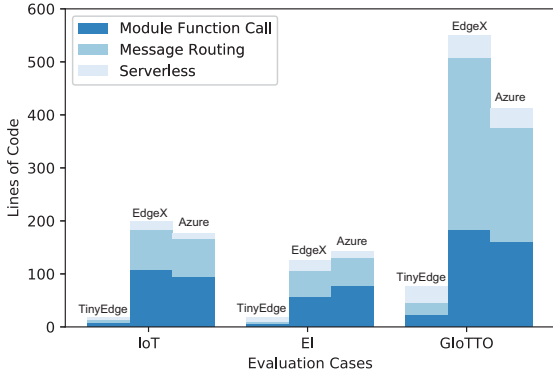 600
500
400
300
200
100
0
Lines of Code
Module Function Call
Message Routing
Serverless
TinyEdge
EdgeX
Azure
TinyEdge
EdgeX
Azure
TinyEdge
EdgeX
Azure
IoT
EI
GIoTTO
Evaluation Cases